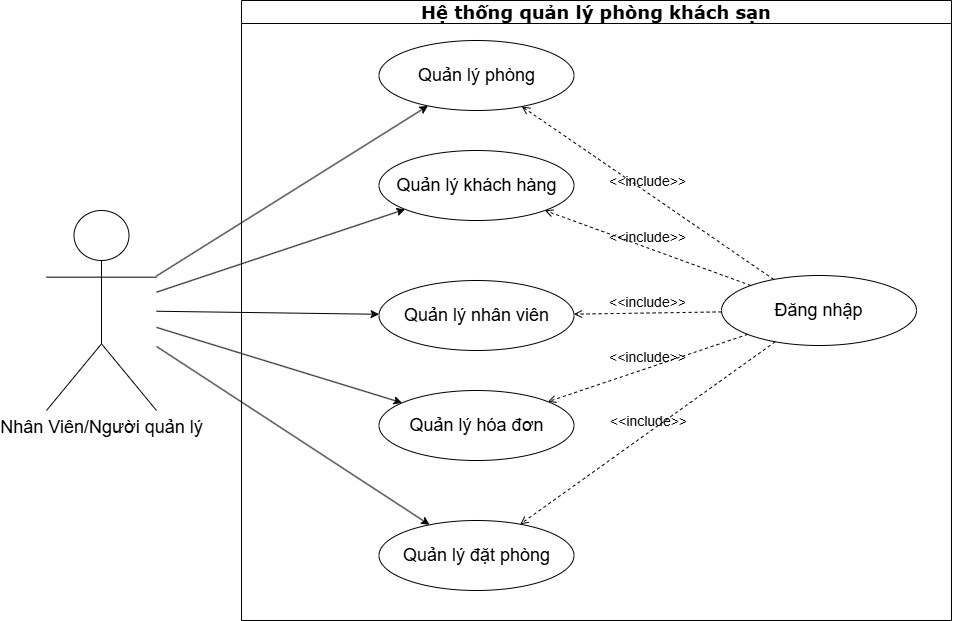 Hệ thống quản lý phòng khách sạn
Quản lý phòng
<<include>>
Quản lý khách hàng
<<include>>
Quản lý nhân viên
<<include>>
Đăng nhập
<<include>>
Nhân Viên/Người quản lý
Quản lý hóa đơn
<<include>>
Quản lý đặt phòng